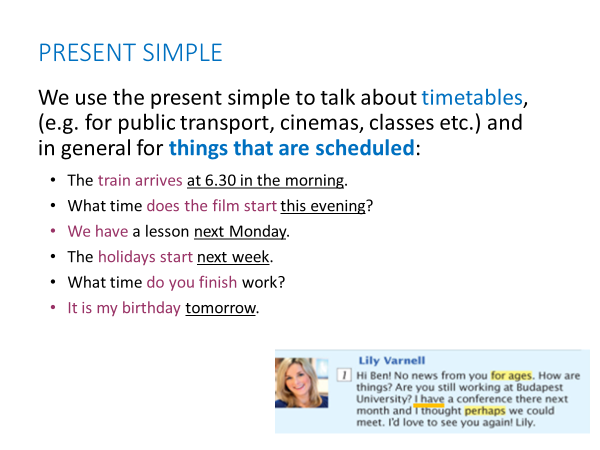 PRESENT SIMPLE
We use the present simple to talk about timetables,
(e.g. for public transport, cinemas, classes etc.) and
in general for things that are scheduled:
• The train arrives at 6.30 in the morning.
• What time does the film start this evening?
• We have a lesson next Monday.
• The holidays start next week.
• What time do you finish work?
• It is my birthday tomorrow.
Lily Varnell
1 Hi Ben! No news from you for ages. How are
things? Are you still working at Budapest
University? I have a conference there next
month and I thought perhaps we could
meet. I'd love to see you again! Lily.